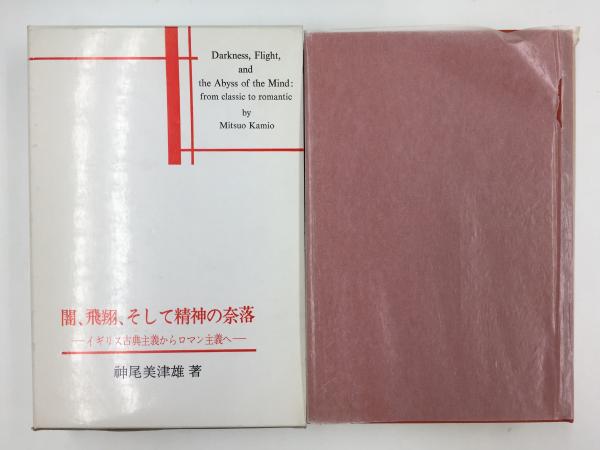 Darkness, Flight,
and
the Abyss of the Mind:
from classic to romantic
by
Mitsuo Kamio
闇、飛翔、そして精神の奈落
―イギリス古典主義からロマン主義へ―
神尾美津雄 著